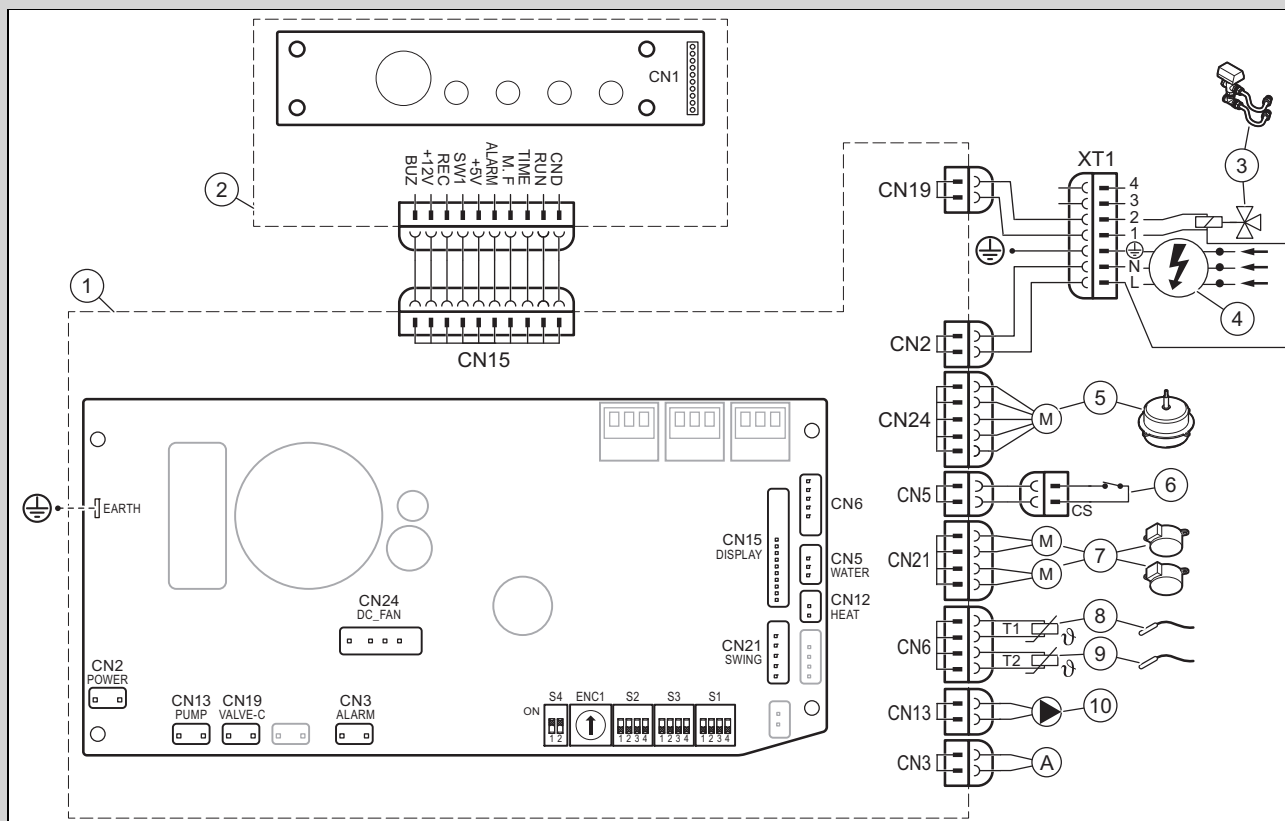 CN1
BUZ
+12V
REC
SW1
+5V
ALARM
M. F
TIME
RUN
CND
2
1
CN15
CN19
XT1
4
3
2
1
N
L
3
4
CN2
CN24
M
5
CN5
CS
6
CN21
M
M
7
CN6
T1
ϑ
8
T2
ϑ
9
CN13
10
CN3
A
EARTH
CN6
CN15
DISPLAY
CN5
WATER
CN12
HEAT
CN24
DC_FAN
CN21
SWING
CN2
POWER
CN13
PUMP
CN19
VALVE-C
CN3
ALARM
S4
ENC1
S2
S3
S1
ON
1 2
1 2 3 4
1 2 3 4
1 2 3 4